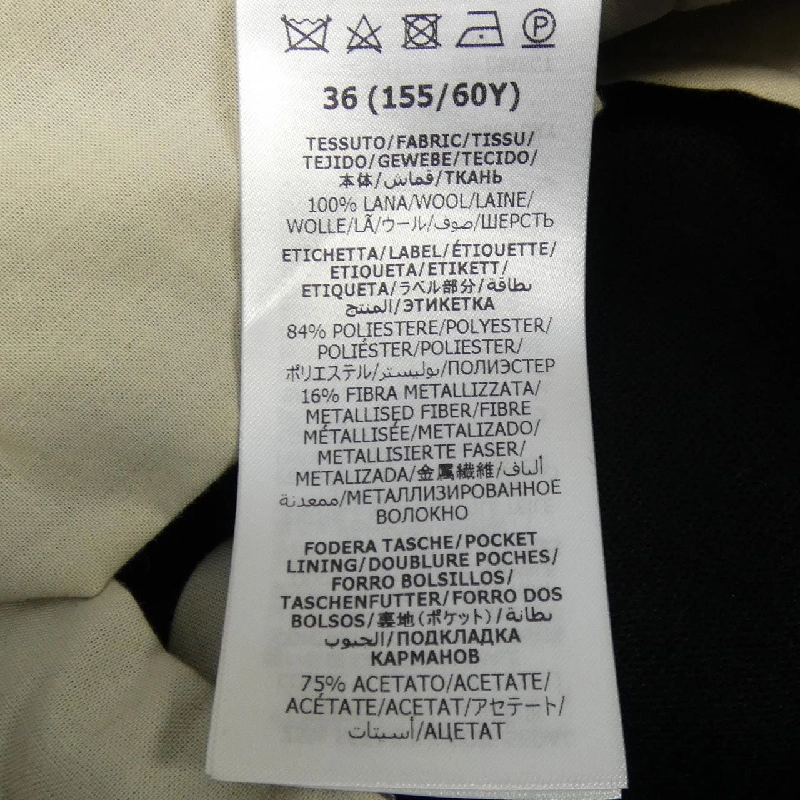 P
36 (155/60Y)
TESSUTO/FABRIC/TISSU/
TEJIDO/GEWEBE/TECIDO/
本体/قماش/ТКАНЬ
100% LANA/WOOL/LAINE/
WOLLE/LÃ/ウール/صوف/ШЕРСТЬ
ETICHETTA/LABEL/ÉTIQUETTE/
ETIQUETA/ETIKETT/
ETIQUETA/ラベル部分/بطاقة
المنتج/ЭТИКЕТКА
84% POLIESTERE/POLYESTER/
POLIÉSTER/POLIESTER/
ポリエステル/بوليستر/ПОЛИЭСТЕР
16% FIBRA METALLIZZATA/
METALLISED FIBER/FIBRE
MÉTALLISÉE/METALIZADO/
METALLISIERTE FASER/
METALIZADA/金属繊維/ألياف
ممعدنة/МЕТАЛЛИЗИРОВАННОЕ
ВОЛОКНО
FODERA TASCHE/POCKET
LINING/DOUBLURE POCHES/
FORRO BOLSILLOS/
TASCHENFUTTER/FORRO DOS
BOLSOS/裏地(ポケット)/بطانة
الجيوب/ПОДКЛАДКА
КАРМАНОВ
75% ACETATO/ACETATE/
ACÉTATE/ACETAT/アセテート/
أسيتات/АЦЕТАТ